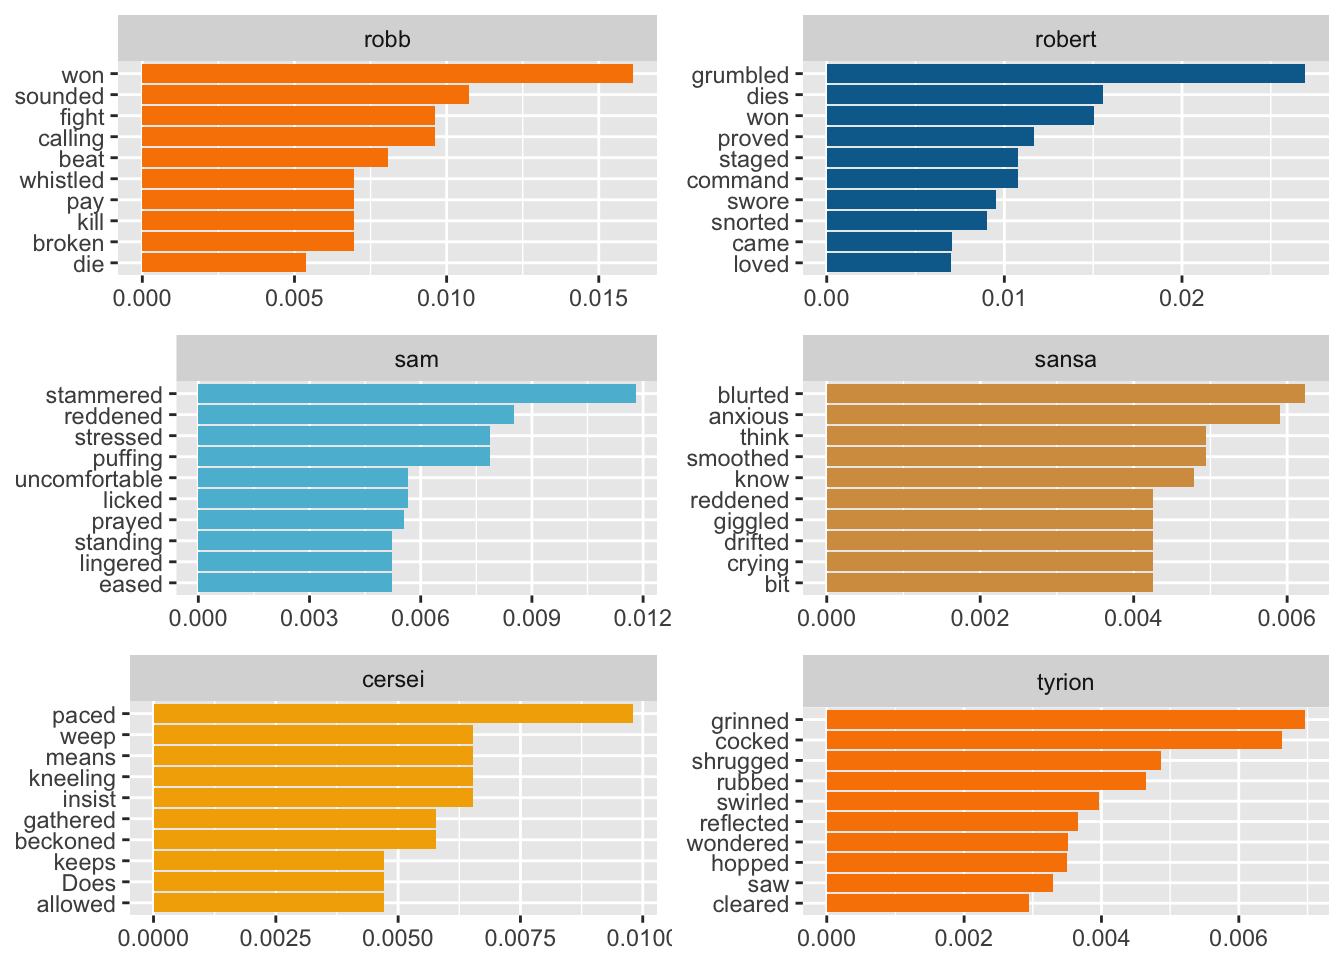 robb
won
sounded
fight
calling
beat
whistled
pay
kill
broken
die
0.000 0.005 0.010 0.015
robert
grumbled
dies
won
proved
staged
command
swore
snorted
came
loved
0.00 0.01 0.02
sam
stammered
reddened
stressed
puffing
uncomfortable
licked
prayed
standing
lingered
eased
0.000 0.003 0.006 0.009 0.012
sansa
blurted
anxious
think
smoothed
know
reddened
giggled
drifted
crying
bit
0.000 0.002 0.004 0.006
cersei
paced
weep
means
kneeling
insist
gathered
beckoned
keeps
Does
allowed
0.0000 0.0025 0.0050 0.0075 0.010
tyrion
grinned
cocked
shrugged
rubbed
swirled
reflected
wondered
hopped
saw
cleared
0.000 0.002 0.004 0.006